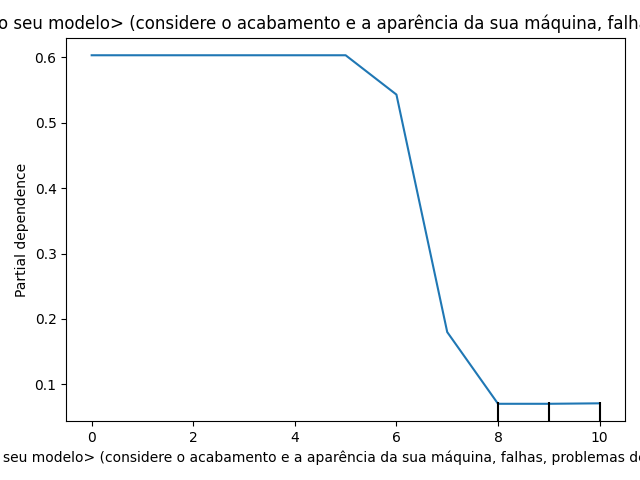 o seu modelo> (considere o acabamento e a aparência da sua máquina, falh
0.6
0.5
0.4
0.3
0.2
0.1
Partial dependence
0 2 4 6 8 10
seu modelo> (considere o acabamento e a aparência da sua máquina, falhas, problemas de